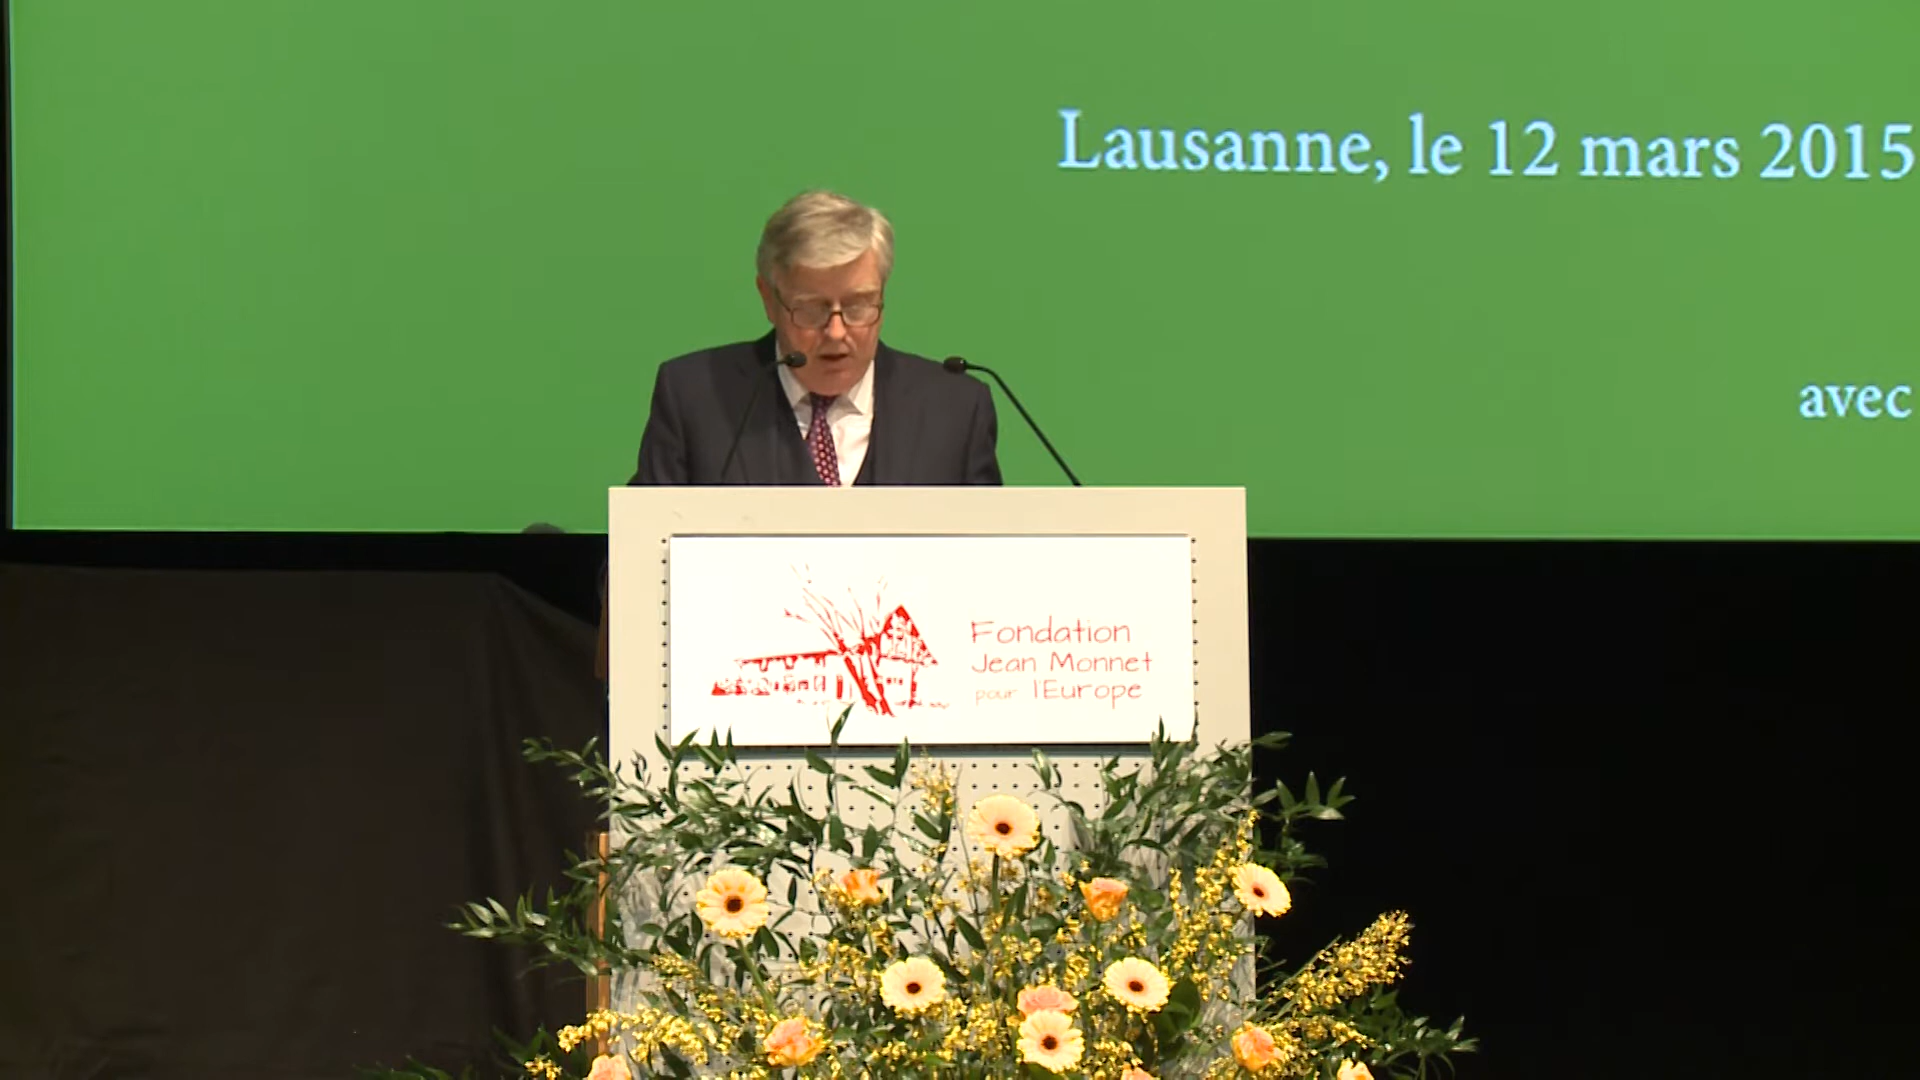 Lausanne, le 12 mars 2015
avec
Fondation
Jean Monnet
pour l'Europe